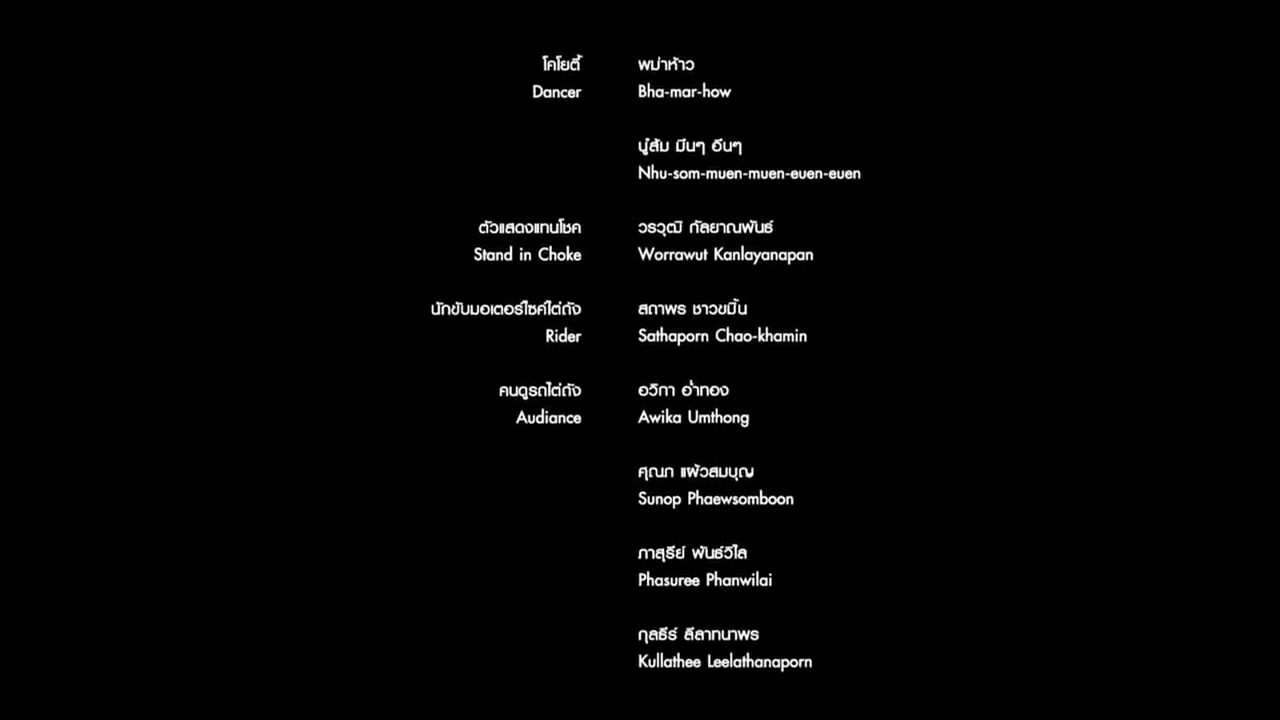 โคโยตี้ พม่าห้าว
Dancer Bha-mar-how
นู๋ส้ม มึนๆ อึนๆ
Nhu-som-muen-muen-euen-euen
ตัวแสดงแทนโชค วรวุฒิ กัลยาณพันธ์
Stand in Choke Worrawut Kanlayanapan
นักขับมอเตอร์ไซค์ไต่ถัง สถาพร ชาวขมิ้น
Rider Sathaporn Chao-khamin
คนดูรถไต่ถัง อวิกา อ่ำทอง
Audiance Awika Umthong
ศุณภ แผ้วสมบุญ
Sunop Phaewsomboon
ภาสุรีย์ พันธ์วิไล
Phasuree Phanwilai
กุลธีร์ ลีลาทนาพร
Kullathee Leelathanaporn